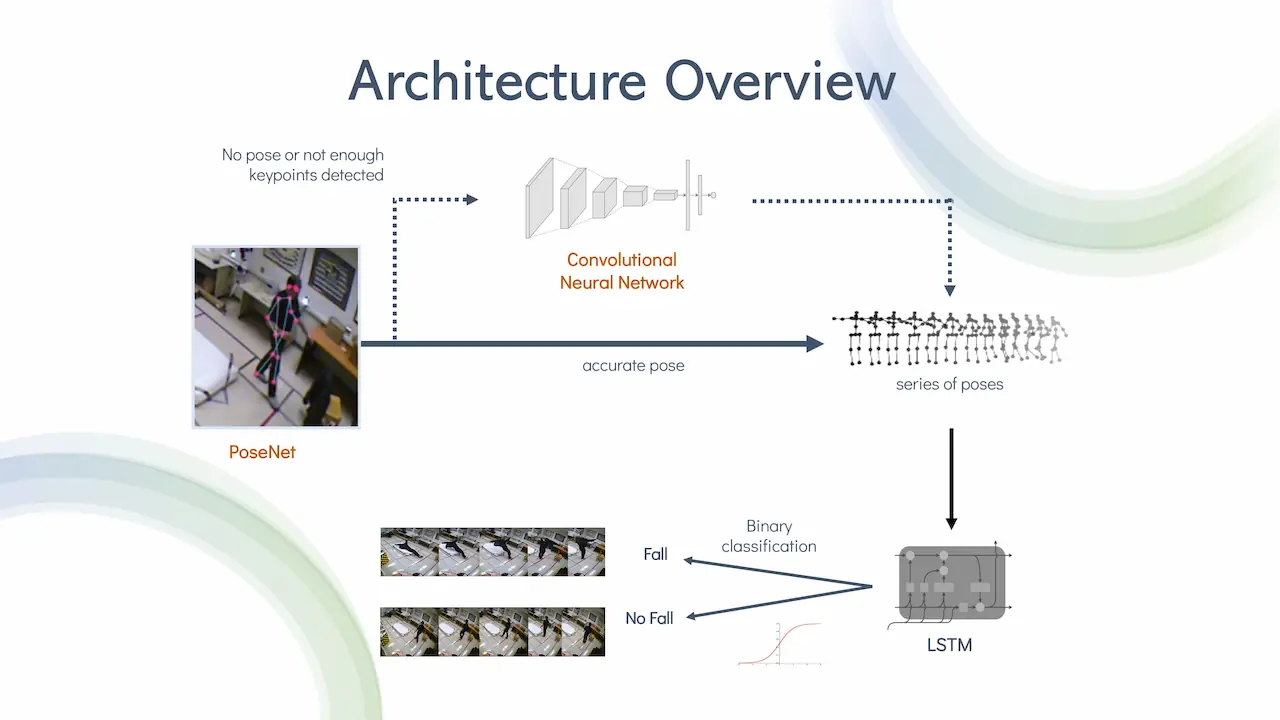 Architecture Overview
No pose or not enough
keypoints detected
Convolutional
Neural Network
accurate pose
series of poses
PoseNet
Binary
classification
Fall
No Fall
LSTM